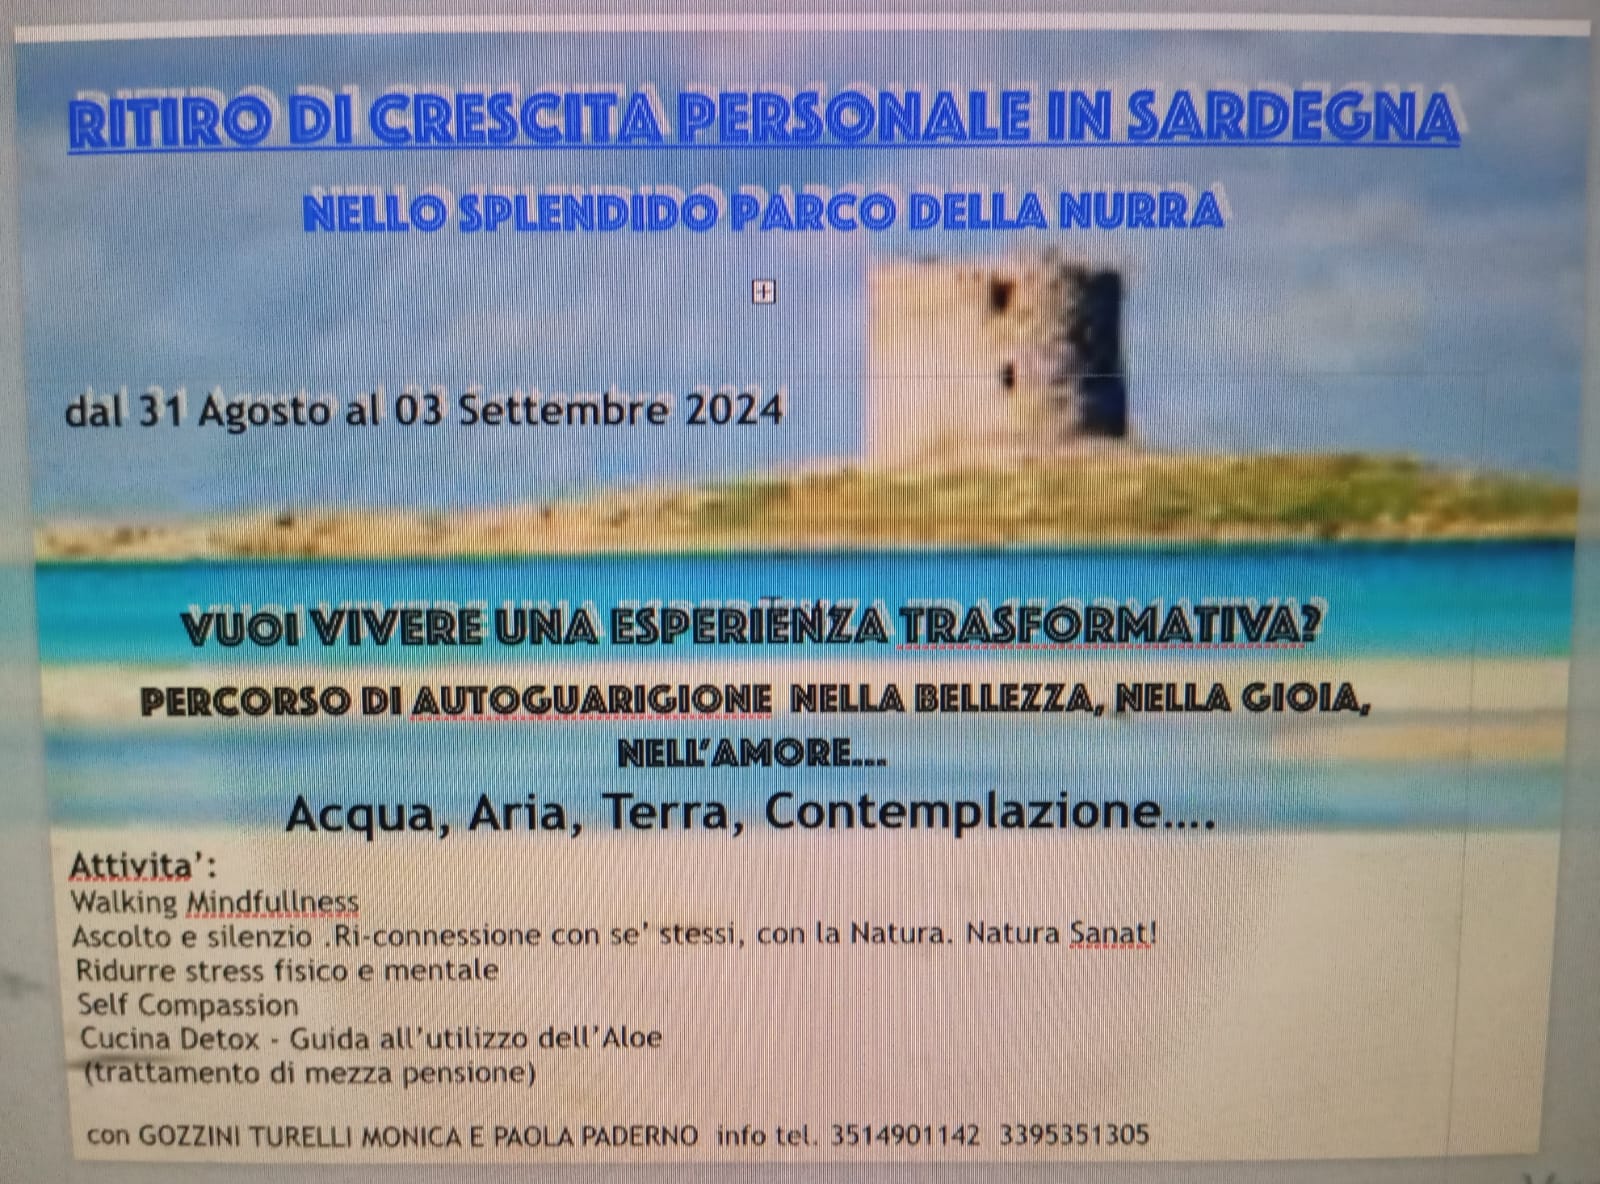 RITIRO DI CRESCITA PERSONALE IN SARDEGNA
NELLO SPLENDIDO PARCO DELLA NURRA
dal 31 Agosto al 03 Settembre 2024
VUOI VIVERE UNA ESPERIENZA TRASFORMATIVA?
PERCORSO DI AUTOGUARIGIONE NELLA BELLEZZA, NELLA GIOIA,
NELL'AMORE...
Acqua, Aria, Terra, Contemplazione....
Attivita':
Walking Mindfullness
Ascolto e silenzio .Ri-connessione con se' stessi, con la Natura. Natura Sanat!
Ridurre stress fisico e mentale
Self Compassion
Cucina Detox - Guida all'utilizzo dell'Aloe
(trattamento di mezza pensione)
con GOZZINI TURELLI MONICA E PAOLA PADERNO info tel. 3514901142 3395351305